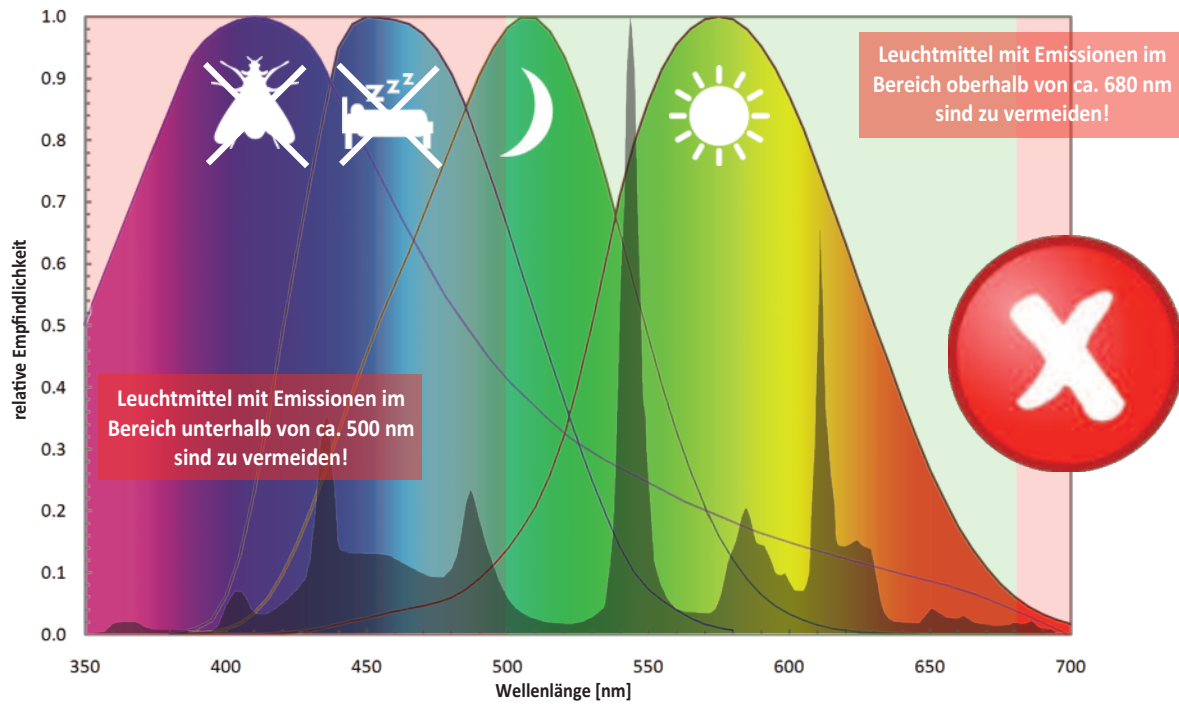 1.0
0.9
0.8
0.7
0.6
0.5
0.4
0.3
0.2
0.1
0.0
relative Empfindlichkeit
zzzz
Leuchtmittel mit Emissionen im
Bereich oberhalb von ca. 680 nm
sind zu vermeiden!
Leuchtmittel mit Emissionen im
Bereich unterhalb von ca. 500 nm
sind zu vermeiden!
350 400 450 500 550 600 650 700
Wellenlänge [nm]